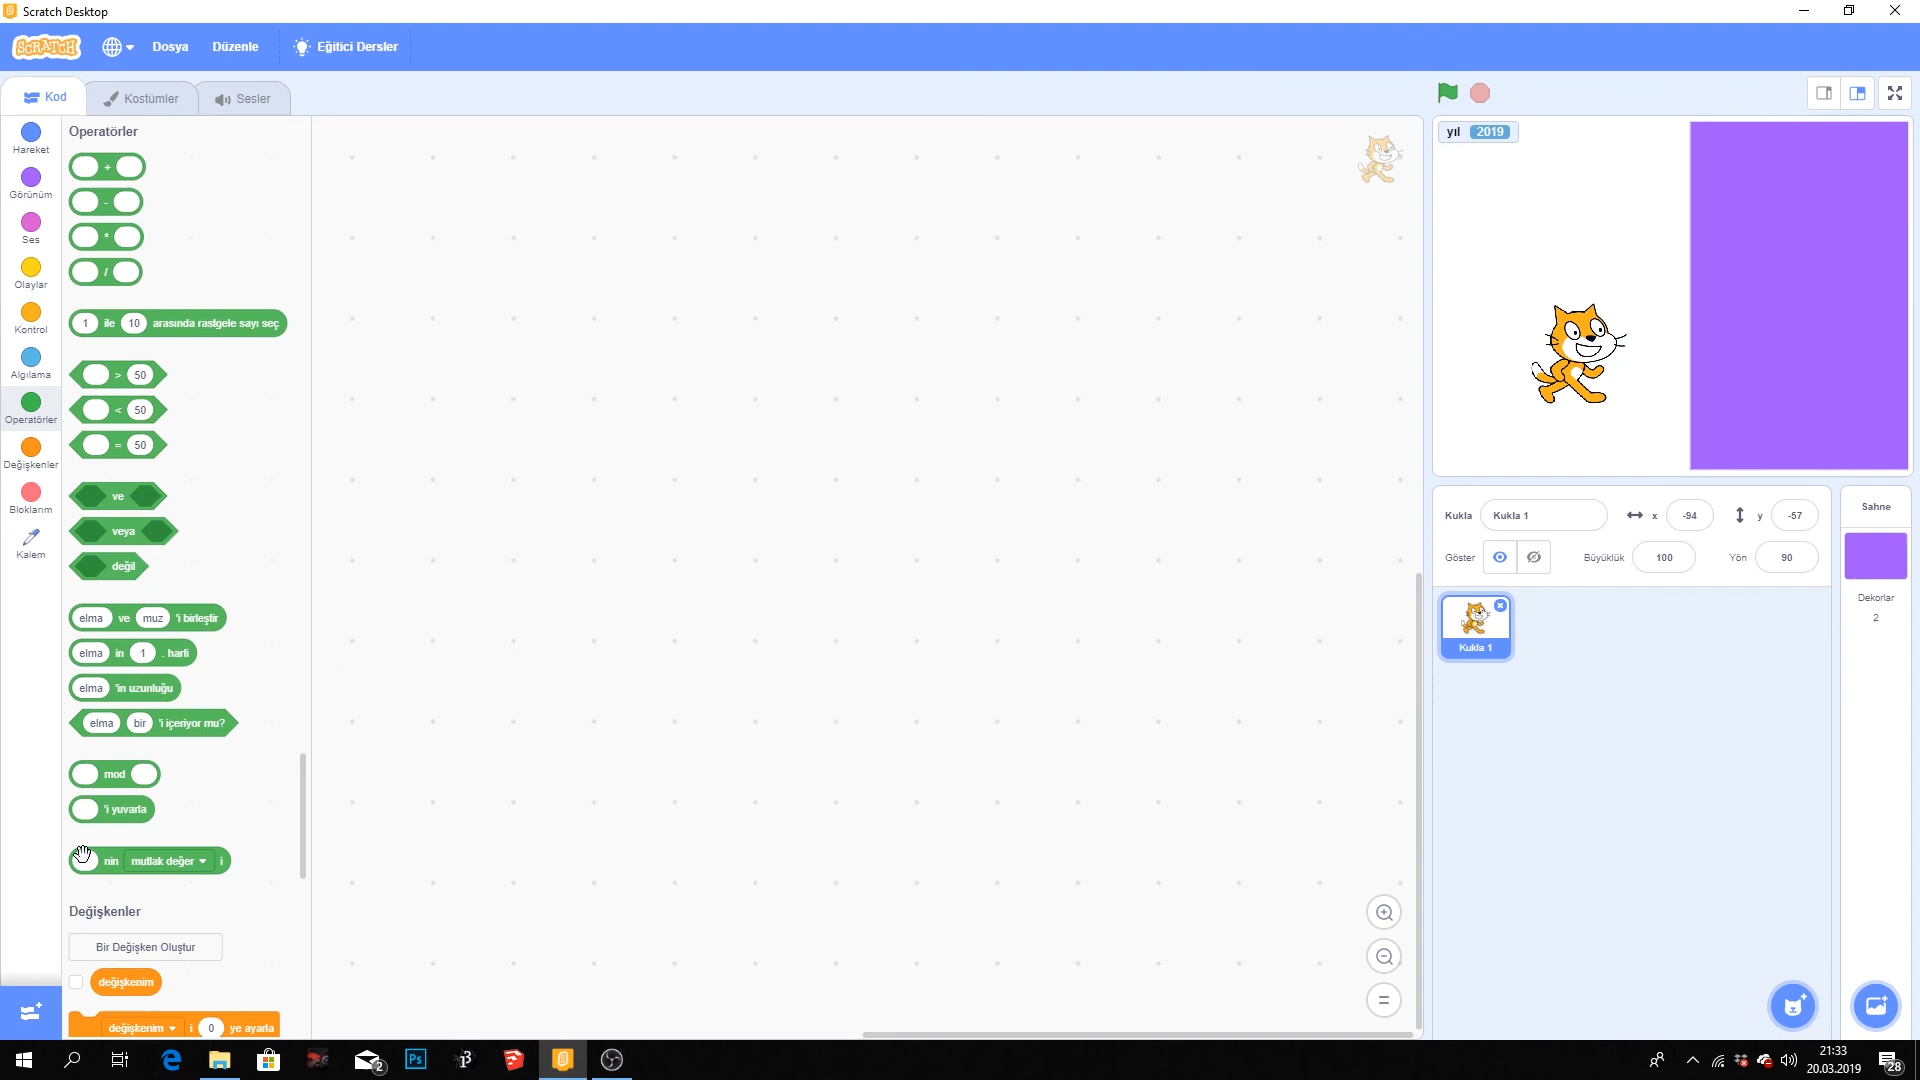 Scratch Desktop
SCRATCH
Dosya
Düzenle
Eğitici Dersler
Kod
Kostümler
Sesler
Hareket
Görünüm
Ses
Olaylar
Kontrol
Algılama
Operatörler
Değişkenler
Bloklarım
Kalem
Operatörler
+
-
*
/
1 ile 10 arasında rastgele sayı seç
> 50
< 50
= 50
ve
veya
değil
elma ve muz 'i birleştir
elma in 1 . harfi
elma 'in uzunluğu
elma bir 'i içeriyor mu?
mod
'i yuvarla
nin mutlak değer i
Değişkenler
Bir Değişken Oluştur
değişkenim
değişkenim i 0 ye ayarla
yıl 2019
Kukla Kukla 1 x -94 y -57
Göster Büyüklük 100 Yön 90
Kukla 1
Sahne
Dekorlar
2
2
Ps
21:33
20.03.2019
28